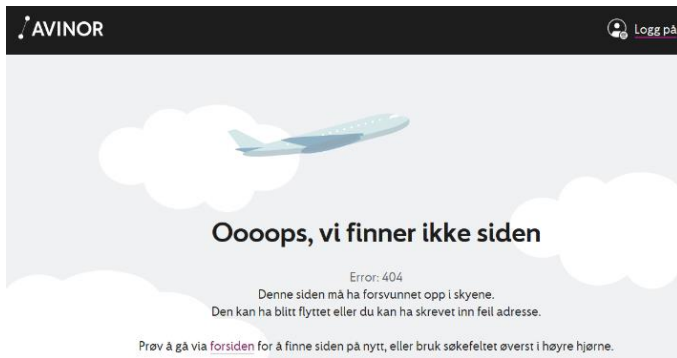 AVINOR
Logg på
Oooops, vi finner ikke siden
Error: 404
Denne siden må ha forsvunnet opp i skyene.
Den kan ha blitt flyttet eller du kan ha skrevet inn feil adresse.
Prøv å gå via forsiden for å finne siden på nytt, eller bruk søkefeltet øverst i høyre hjørne.